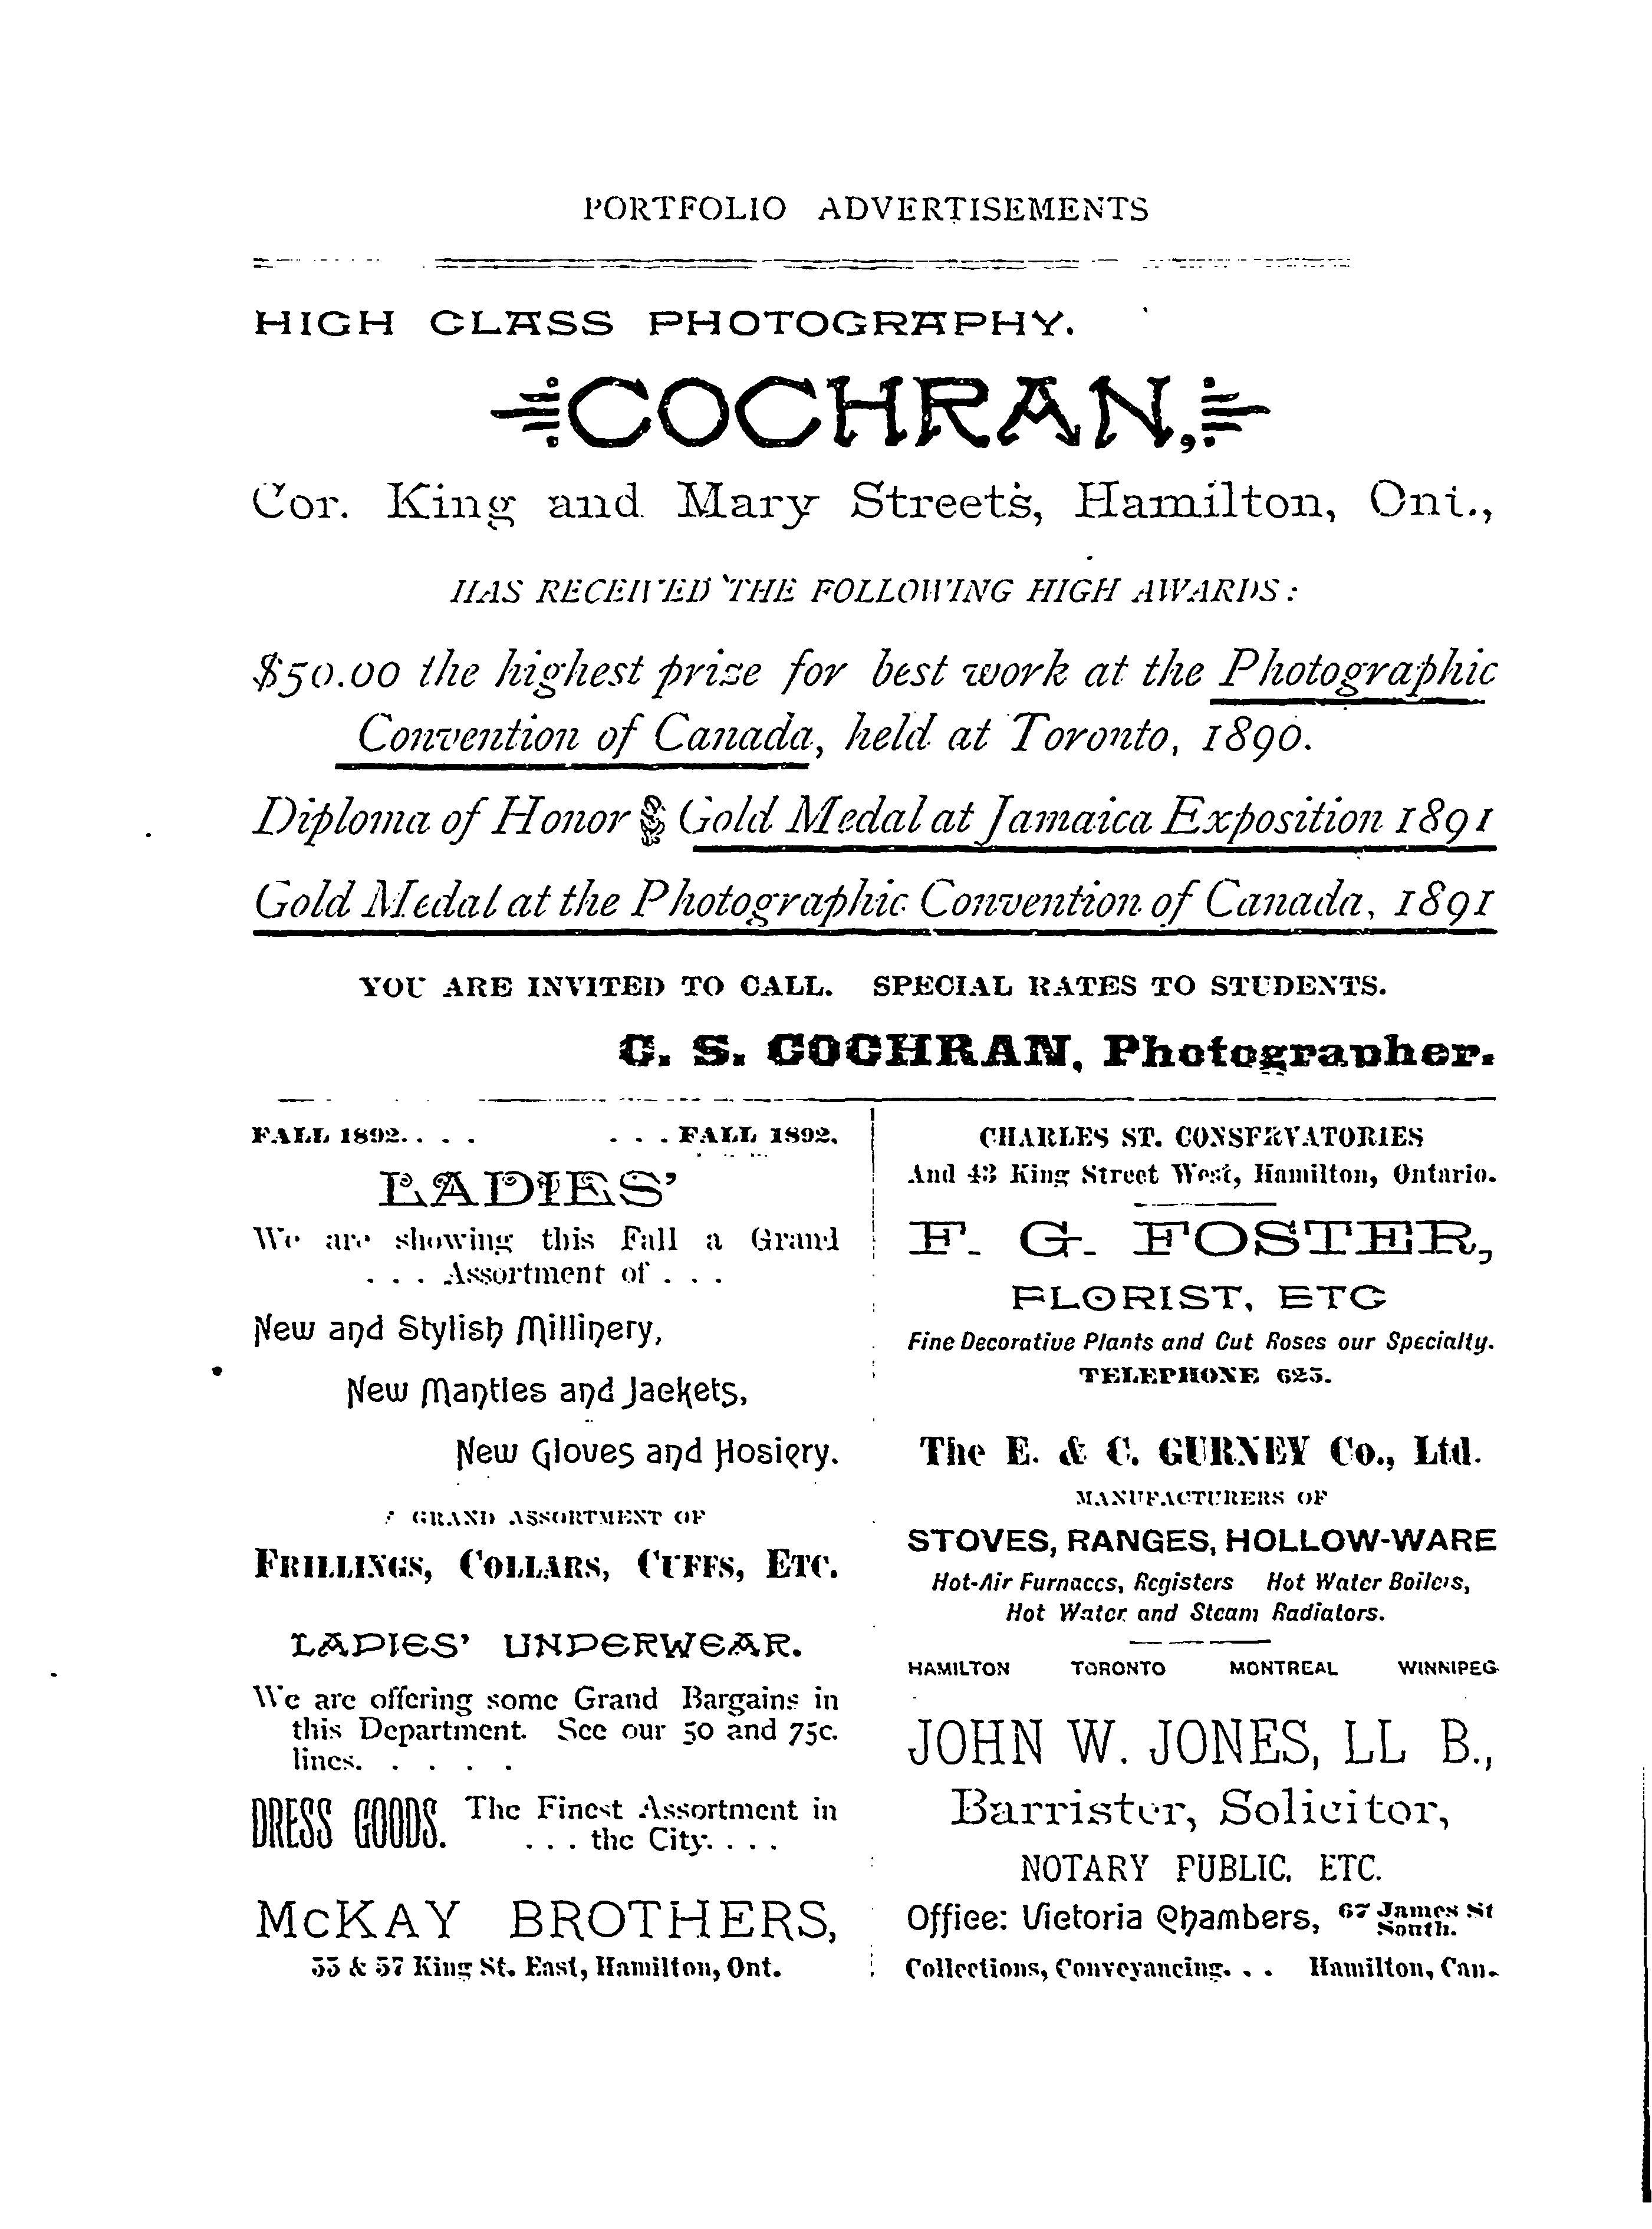 PORTFOLIO ADVERTISEMENTS
HIGH CLASS PHOTOGRAPHY.
COCHRAN,
Cor. King and Mary Streets, Hamilton, Ont.,
HAS RECEIVED THE FOLLOWING HIGH AWARDS:
$50.00 the highest prize for best work at the Photographic
Convention of Canada, held at Toronto, 1890.
Diploma of Honor & Gold Medal at Jamaica Exposition 1891
Gold Medal at the Photographic Convention of Canada, 1891
YOU ARE INVITED TO CALL. SPECIAL RATES TO STUDENTS.
C. S. COCHRAN, Photographer.
FALL 1892. . . . . . . FALL 1892.
LADIES'
We are showing this Fall a Grand
. . . Assortment of . . .
New and Stylish Millinery,
New Mantles and Jackets,
New Gloves and Hosiery.
GRAND ASSORTMENT OF
FRILLINGS, COLLARS, CUFFS, ETC.
LADIES' UNDERWEAR.
We are offering some Grand Bargains in
this Department. See our 50 and 75c.
lines. . . . . .
DRESS GOODS. The Finest Assortment in
. . . the City. . . .
McKAY BROTHERS,
55 & 57 King St. East, Hamilton, Ont.
CHARLES ST. CONSERVATORIES
And 43 King Street West, Hamilton, Ontario.
F. G. FOSTER,
FLORIST, ETC
Fine Decorative Plants and Cut Roses our Specialty.
TELEPHONE 625.
The E. & C. GURNEY Co., Ltd.
MANUFACTURERS OF
STOVES, RANGES, HOLLOW-WARE
Hot-Air Furnaces, Registers Hot Water Boilers,
Hot Water and Steam Radiators.
HAMILTON TORONTO MONTREAL WINNIPEG
JOHN W. JONES, LL B.,
Barrister, Solicitor,
NOTARY PUBLIC, ETC.
Office: Victoria Chambers, 67 James St South.
Collections, Conveyancing. . . Hamilton, Can.